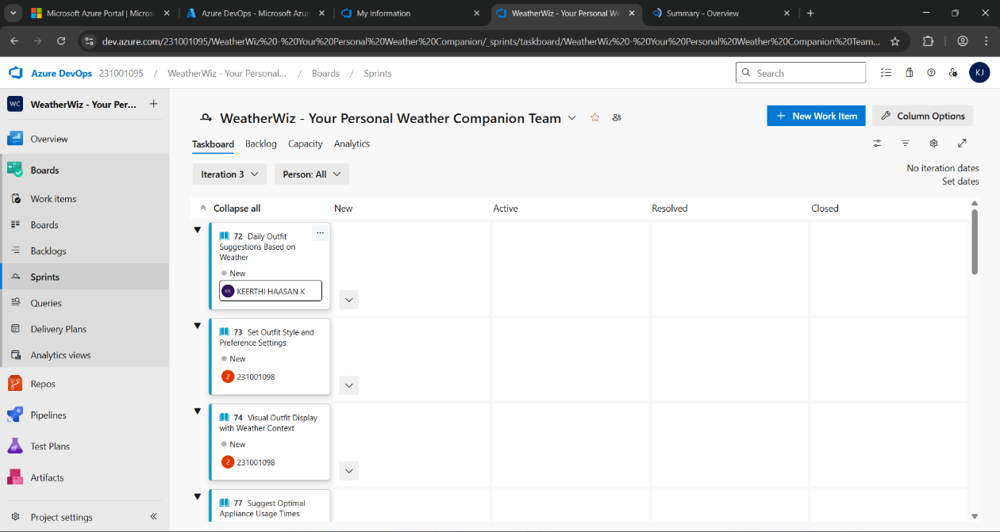 Microsoft Azure Portal | Micros
Azure DevOps - Microsoft Azur
My Information
WeatherWiz - Your Personal We
Summary - Overview
dev.azure.com/231001095/WeatherWiz%20-%20Your%20Personal%20Weather%20Companion/_sprints/taskboard/WeatherWiz%20-%20Your%20Personal%20Weather%20Companion%20Team...
Azure DevOps 231001095 / WeatherWiz - Your Personal... / Boards / Sprints
Search
KJ
WC WeatherWiz - Your Per...
Overview
Boards
Work items
Boards
Backlogs
Sprints
Queries
Delivery Plans
Analytics views
Repos
Pipelines
Test Plans
Artifacts
Project settings
WeatherWiz - Your Personal Weather Companion Team
New Work Item
Column Options
Taskboard Backlog Capacity Analytics
Iteration 3
Person: All
No iteration dates
Set dates
Collapse all New Active Resolved Closed
72 Daily Outfit
Suggestions Based on
Weather
New
KK KEERTHI HAASAN K
73 Set Outfit Style and
Preference Settings
New
2 231001098
74 Visual Outfit Display
with Weather Context
New
2 231001098
77 Suggest Optimal
Appliance Usage Times